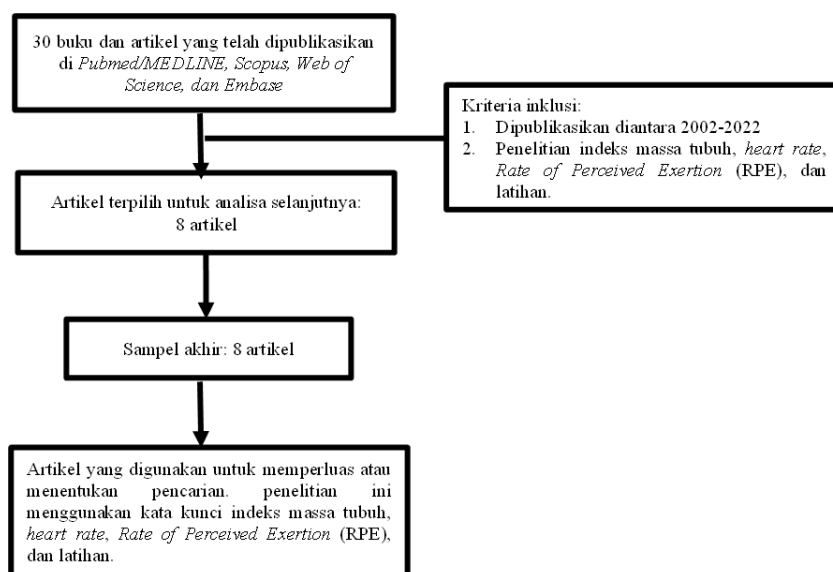 30 buku dan artikel yang telah dipublikasikan
di Pubmed/MEDLINE, Scopus, Web of
Science, dan Embase
Kriteria inklusi:
1. Dipublikasikan diantara 2002-2022
2. Penelitian indeks massa tubuh, heart rate,
Rate of Perceived Exertion (RPE), dan
latihan.
Artikel terpilih untuk analisa selanjutnya:
8 artikel
Sampel akhir: 8 artikel
Artikel yang digunakan untuk memperluas atau
menentukan pencarian. penelitian ini
menggunakan kata kunci indeks massa tubuh,
heart rate, Rate of Perceived Exertion (RPE),
dan latihan.